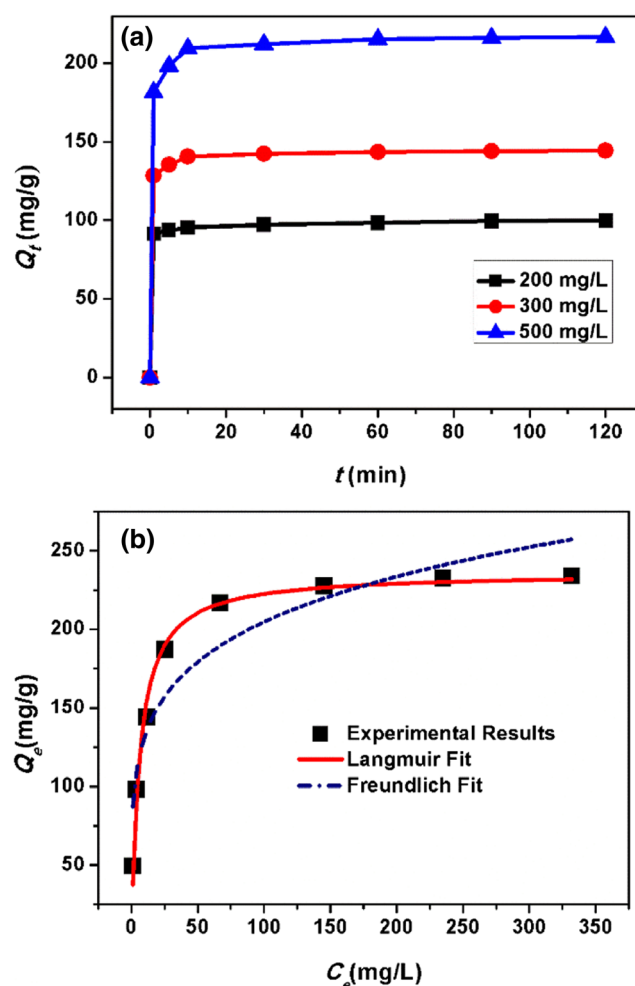 (a)
200
150
100
50
0
Qt (mg/g)
200 mg/L
300 mg/L
500 mg/L
0 20 40 60 80 100 120
t (min)
(b)
250
200
150
100
50
Qe(mg/g)
Experimental Results
Langmuir Fit
Freundlich Fit
0 50 100 150 200 250 300 350
Ce(mg/L)